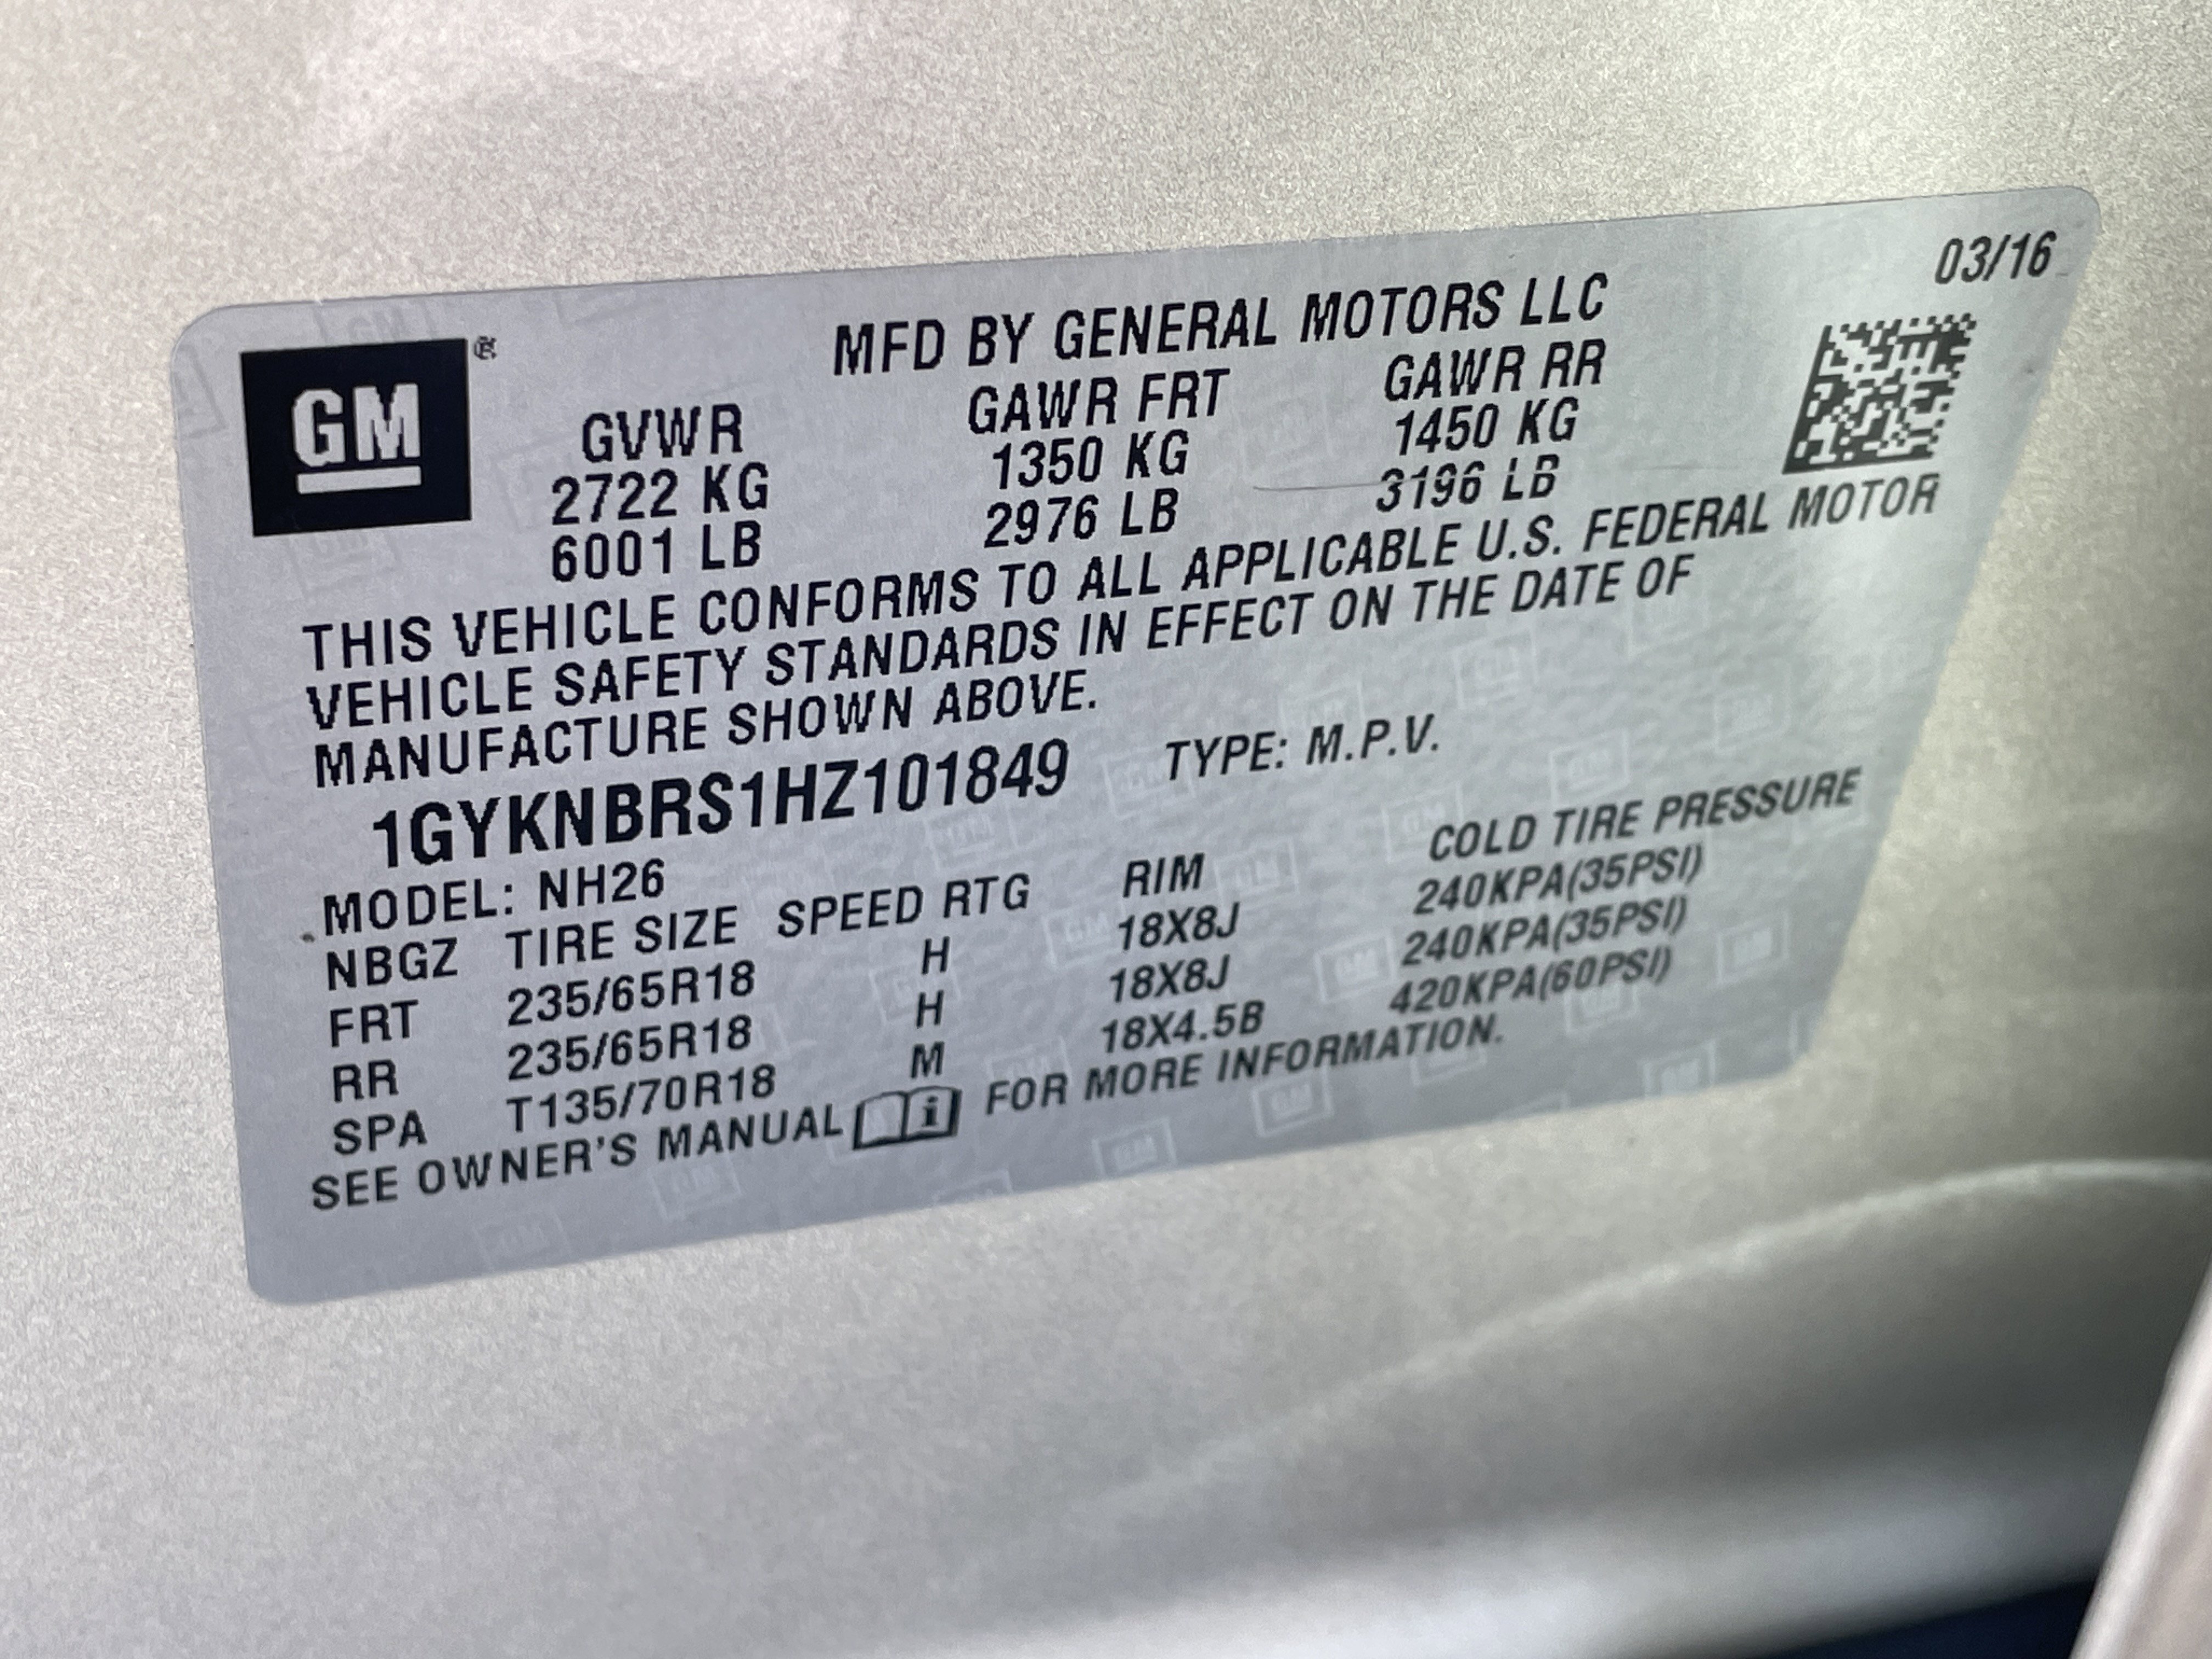 03/16
GM ®
MFD BY GENERAL MOTORS LLC
GVWR GAWR FRT GAWR RR
2722 KG 1350 KG 1450 KG
6001 LB 2976 LB 3196 LB
THIS VEHICLE CONFORMS TO ALL APPLICABLE U.S. FEDERAL MOTOR
VEHICLE SAFETY STANDARDS IN EFFECT ON THE DATE OF
MANUFACTURE SHOWN ABOVE.
1GYKNBRS1HZ101849 TYPE: M.P.V.
MODEL: NH26
NBGZ TIRE SIZE SPEED RTG RIM COLD TIRE PRESSURE
FRT 235/65R18 H 18X8J 240KPA(35PSI)
RR 235/65R18 H 18X8J 240KPA(35PSI)
SPA T135/70R18 M 18X4.5B 420KPA(60PSI)
SEE OWNER'S MANUAL i FOR MORE INFORMATION.